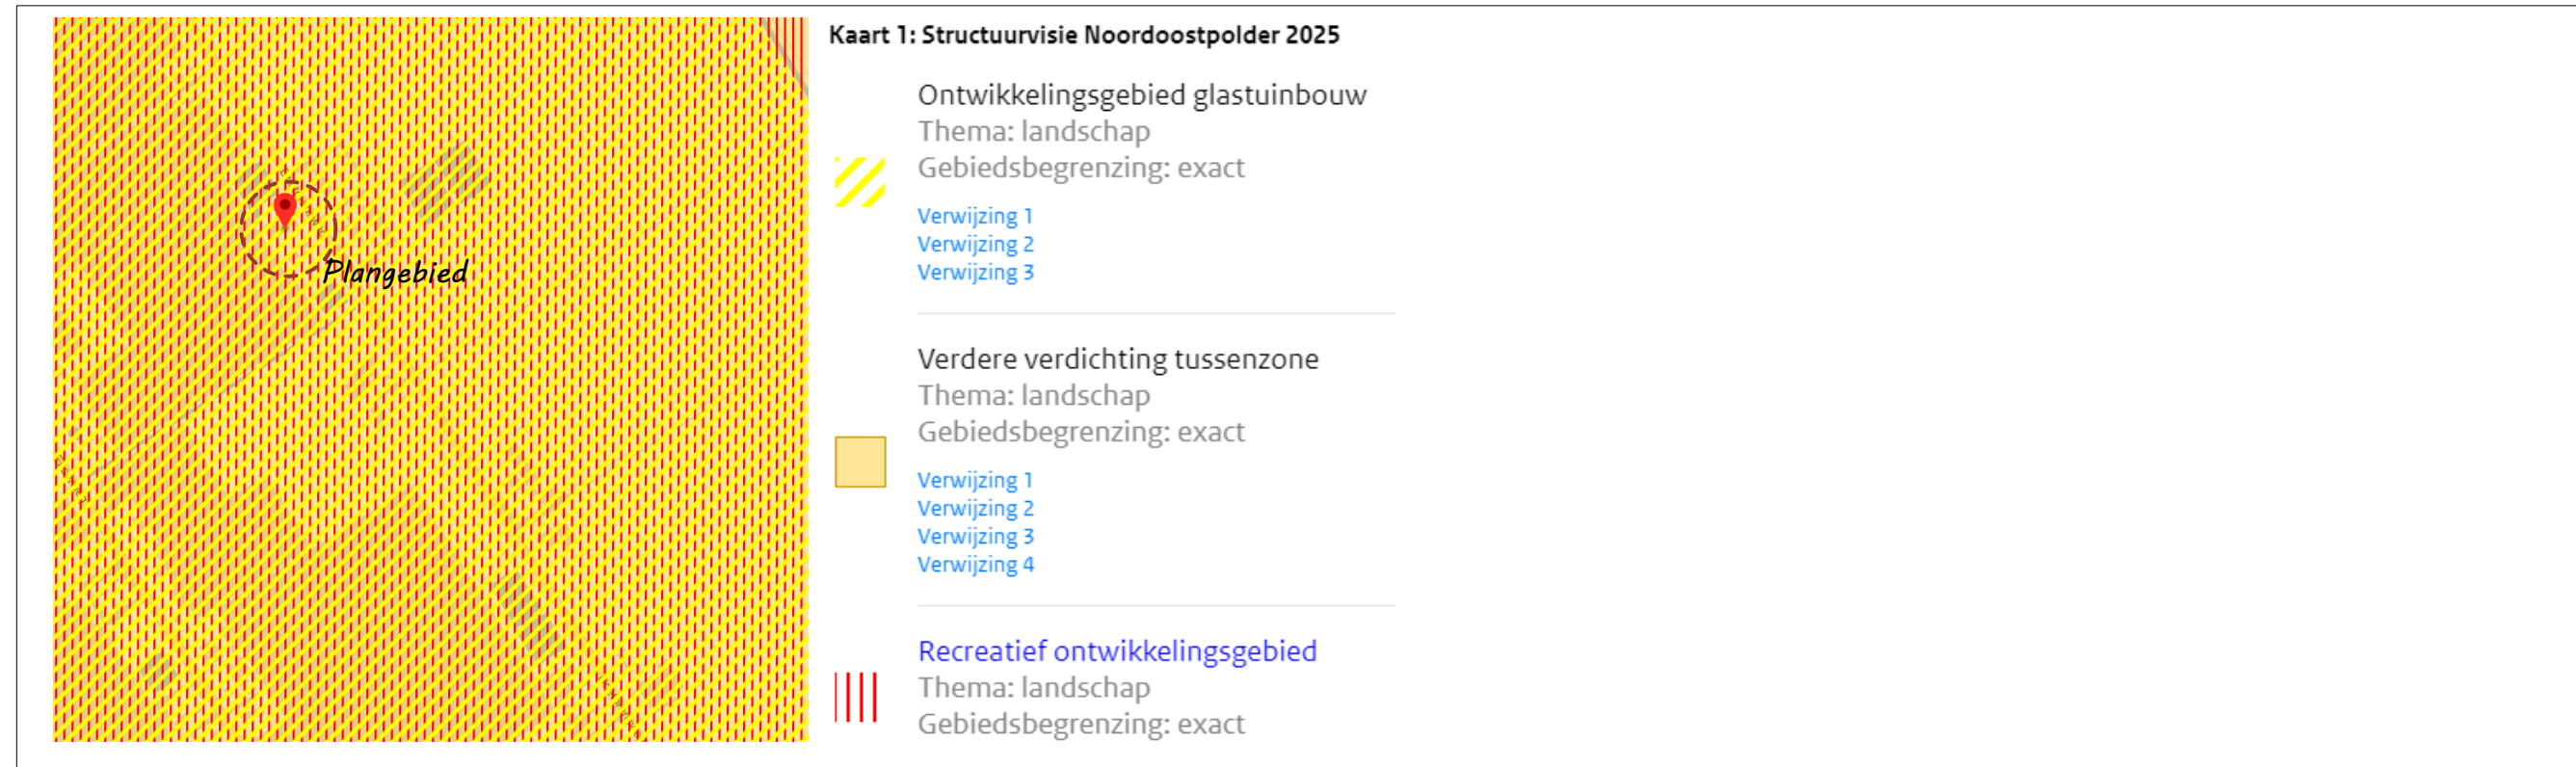 Kaart 1: Structuurvisie Noordoostpolder 2025
Ontwikkelingsgebied glastuinbouw
Thema: landschap
Gebiedsbegrenzing: exact
Verwijzing 1
Verwijzing 2
Verwijzing 3
Verdere verdichting tussenzone
Thema: landschap
Gebiedsbegrenzing: exact
Verwijzing 1
Verwijzing 2
Verwijzing 3
Verwijzing 4
Recreatief ontwikkelingsgebied
Thema: landschap
Gebiedsbegrenzing: exact
Plangebied